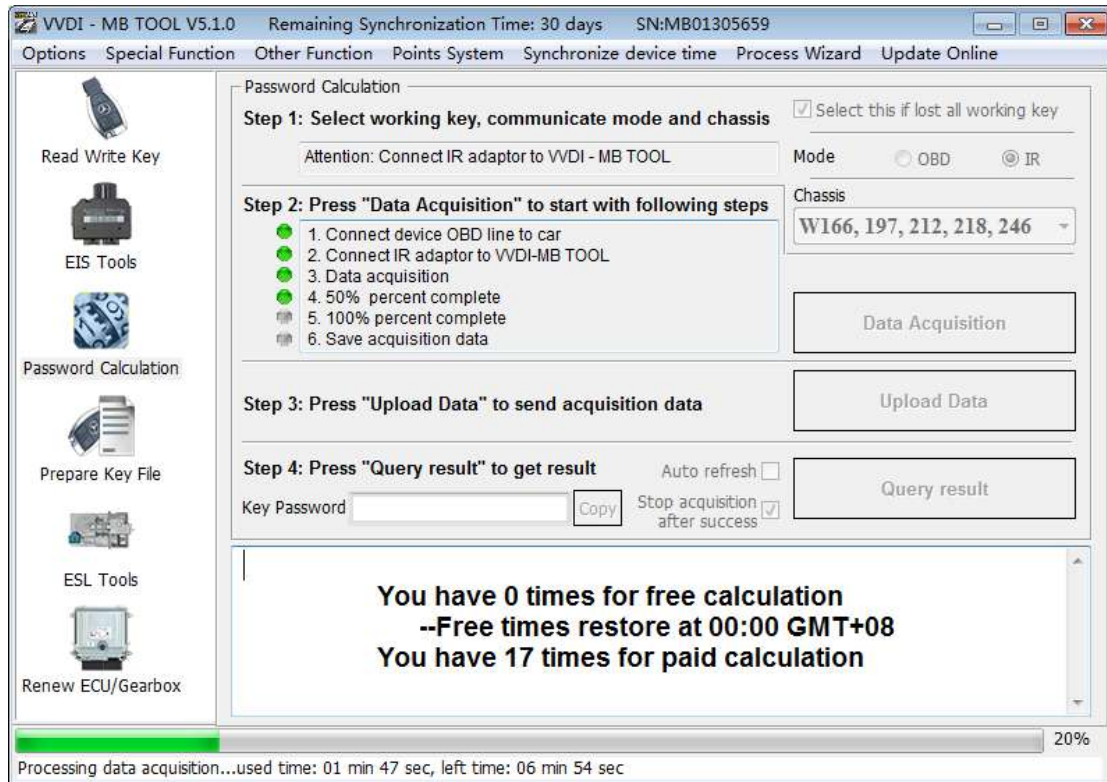 VVDI - MB TOOL V5.1.0 Remaining Synchronization Time: 30 days SN:MB01305659
Options Special Function Other Function Points System Synchronize device time Process Wizard Update Online
Read Write Key
EIS Tools
Password Calculation
Prepare Key File
ESL Tools
Renew ECU/Gearbox
Password Calculation
Step 1: Select working key, communicate mode and chassis
Select this if lost all working key
Attention: Connect IR adaptor to VVDI - MB TOOL
Mode OBD IR
Step 2: Press "Data Acquisition" to start with following steps
Chassis
W166, 197, 212, 218, 246
1. Connect device OBD line to car
2. Connect IR adaptor to VVDI-MB TOOL
3. Data acquisition
4. 50% percent complete
5. 100% percent complete
6. Save acquisition data
Data Acquisition
Step 3: Press "Upload Data" to send acquisition data
Upload Data
Step 4: Press "Query result" to get result
Auto refresh
Key Password
Copy
Stop acquisition
after success
Query result
You have 0 times for free calculation
--Free times restore at 00:00 GMT+08
You have 17 times for paid calculation
20%
Processing data acquisition...used time: 01 min 47 sec, left time: 06 min 54 sec